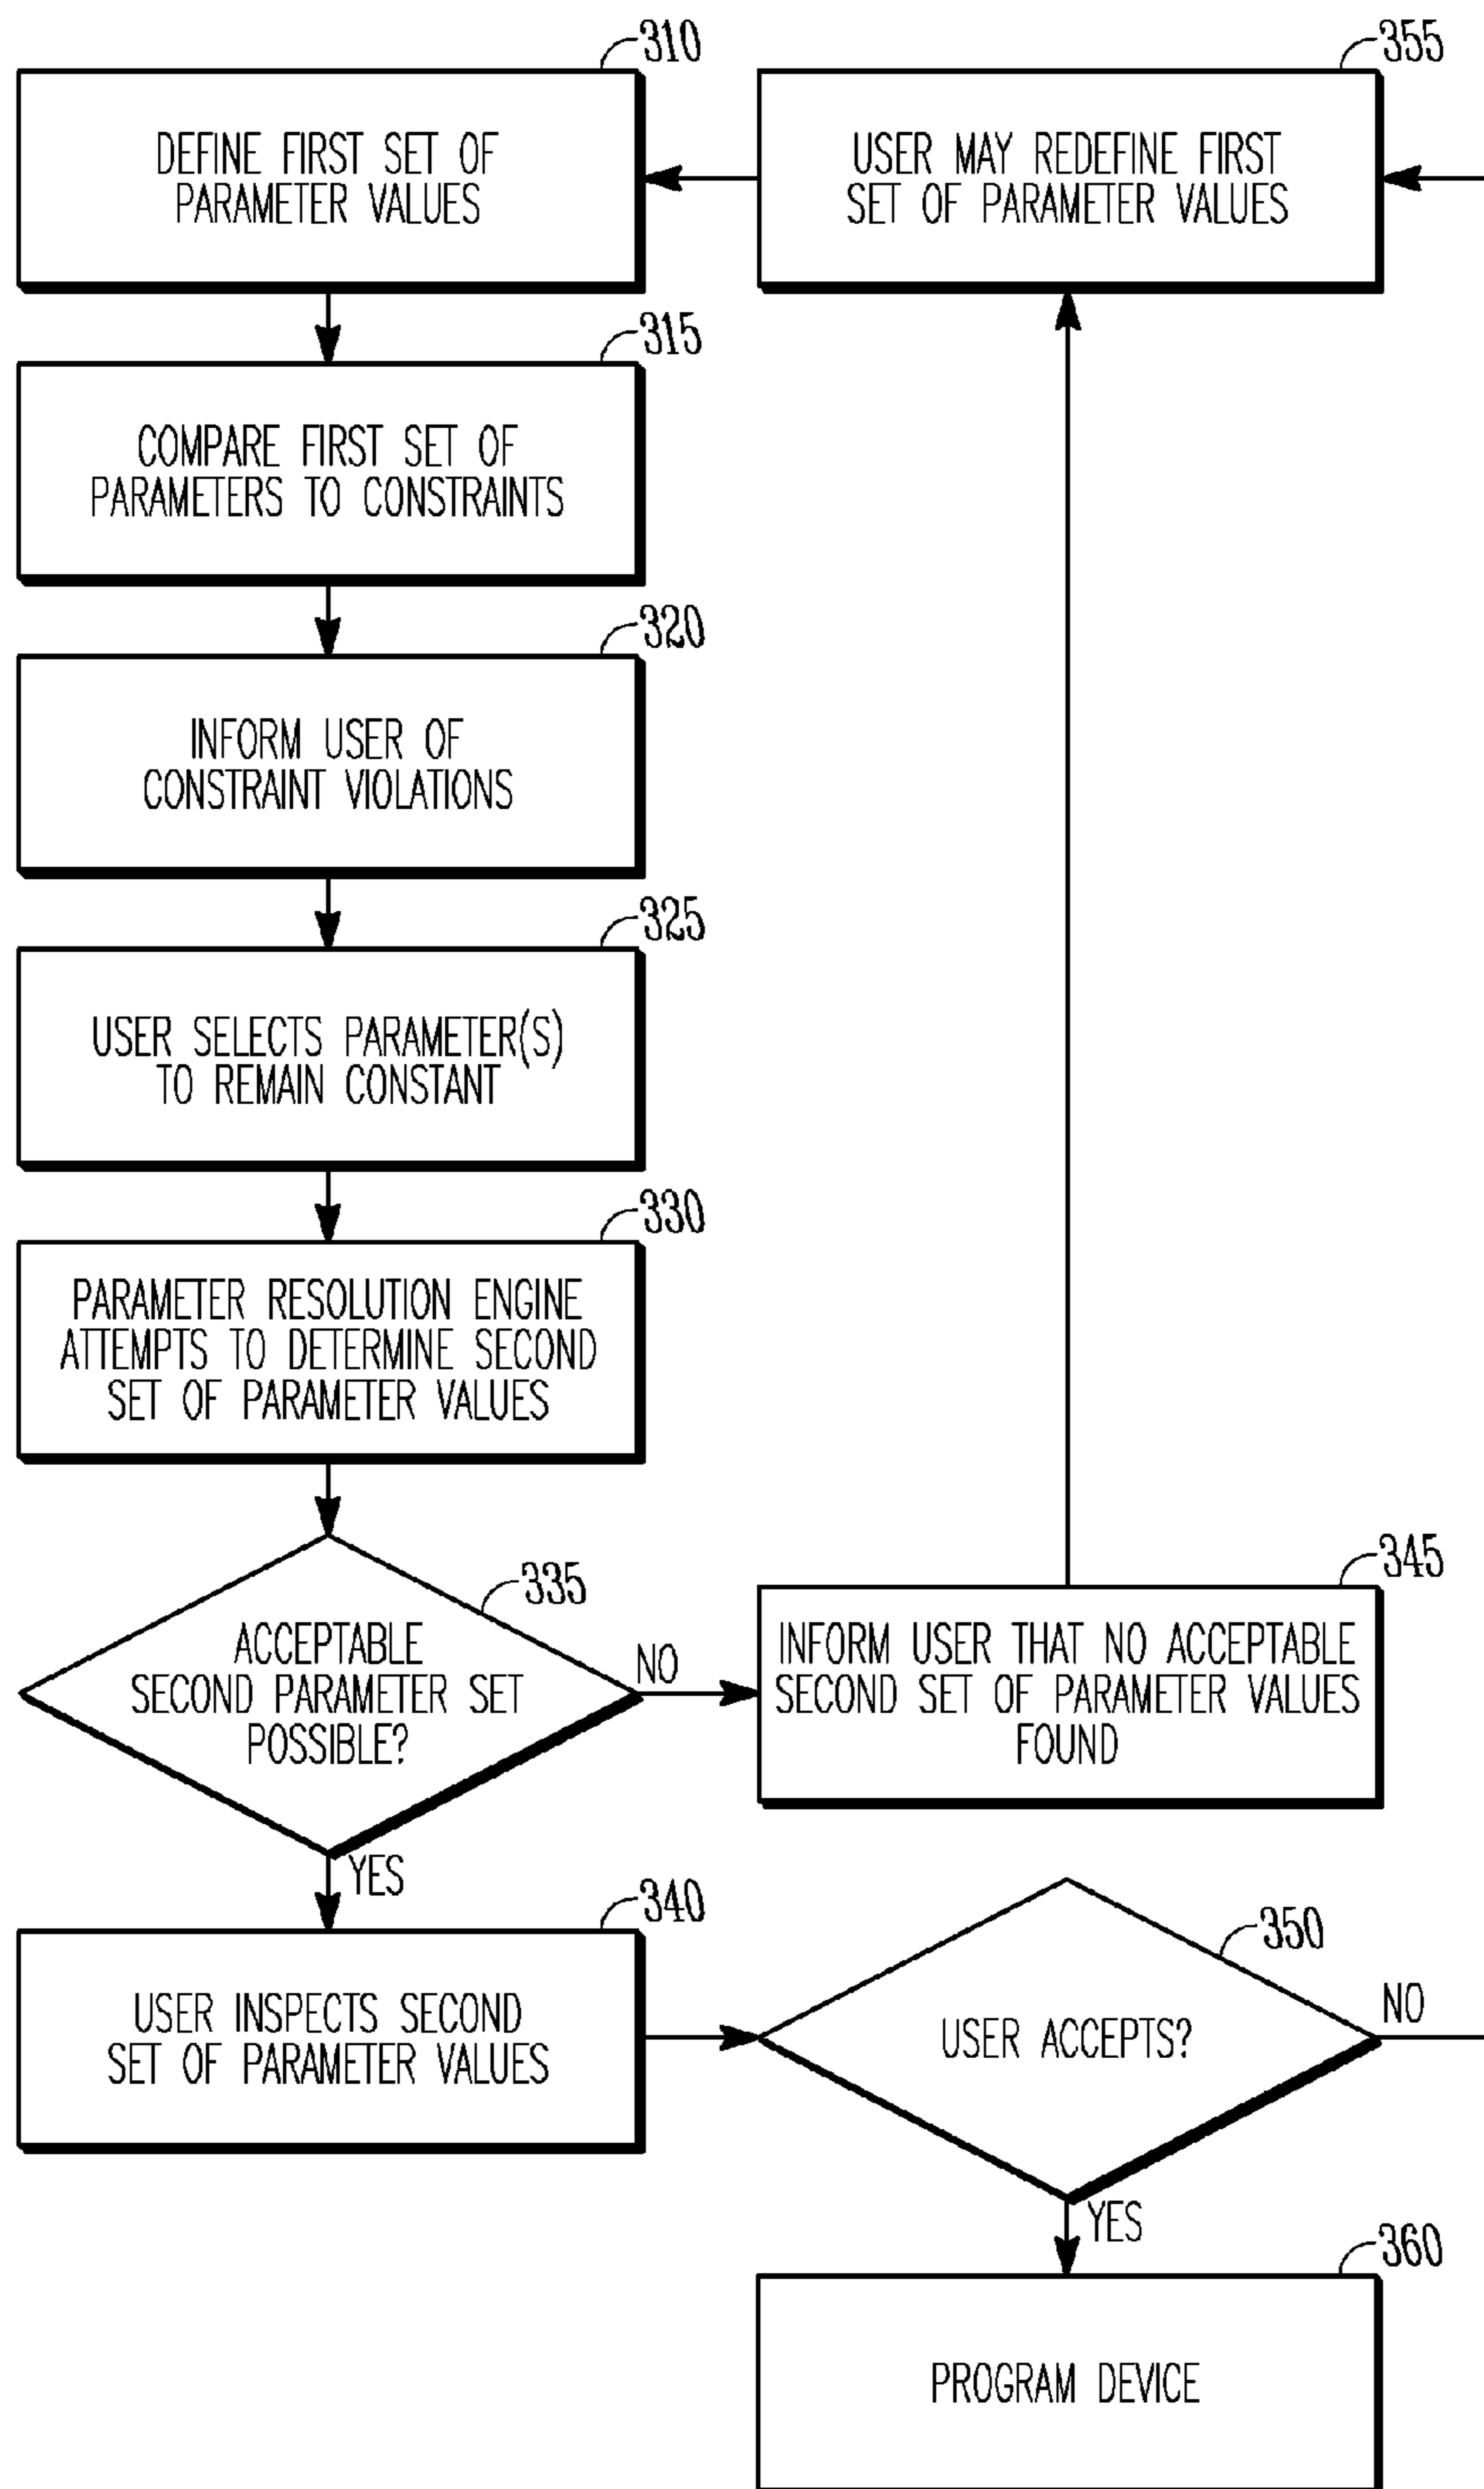 310
DEFINE FIRST SET OF
PARAMETER VALUES
355
USER MAY REDEFINE FIRST
SET OF PARAMETER VALUES
315
COMPARE FIRST SET OF
PARAMETERS TO CONSTRAINTS
320
INFORM USER OF
CONSTRAINT VIOLATIONS
325
USER SELECTS PARAMETER(S)
TO REMAIN CONSTANT
330
PARAMETER RESOLUTION ENGINE
ATTEMPTS TO DETERMINE SECOND
SET OF PARAMETER VALUES
335
ACCEPTABLE
SECOND PARAMETER SET
POSSIBLE?
NO
YES
345
INFORM USER THAT NO ACCEPTABLE
SECOND SET OF PARAMETER VALUES
FOUND
340
USER INSPECTS SECOND
SET OF PARAMETER VALUES
350
USER ACCEPTS?
NO
YES
360
PROGRAM DEVICE